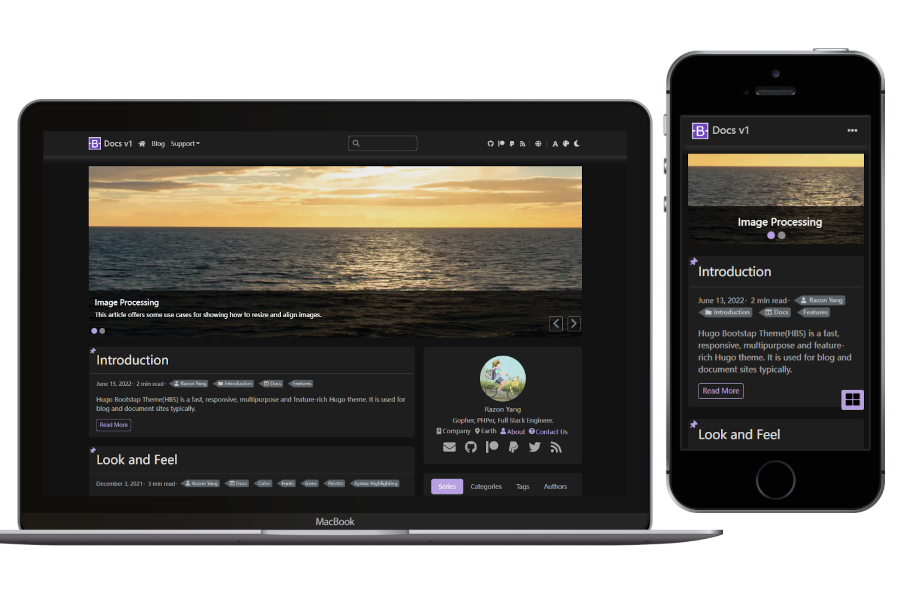 B Docs v1 Blog Support
A
Image Processing
This article offers some use cases for showing how to resize and align images.
Introduction
June 13, 2022 · 2 min read · Razon Yang Introduction Docs Features
Hugo Bootstap Theme(HBS) is a fast, responsive, multipurpose and feature-rich Hugo theme. It is used for
blog and document sites typically.
Read More
Look and Feel
December 3, 2021 · 3 min read · Razon Yang Docs Color Fonts Icons Palette Syntax Highlighting
Razon Yang
Gopher, PHPer, Full Stack Engineer.
Company Earth About Contact Us
Series Categories Tags Authors
MacBook
B Docs v1
Image Processing
Introduction
June 13, 2022 · 2 min read · Razon Yang
Introduction Docs Features
Hugo Bootstap Theme(HBS) is a fast,
responsive, multipurpose and feature-
rich Hugo theme. It is used for blog and
document sites typically.
Read More
Look and Feel